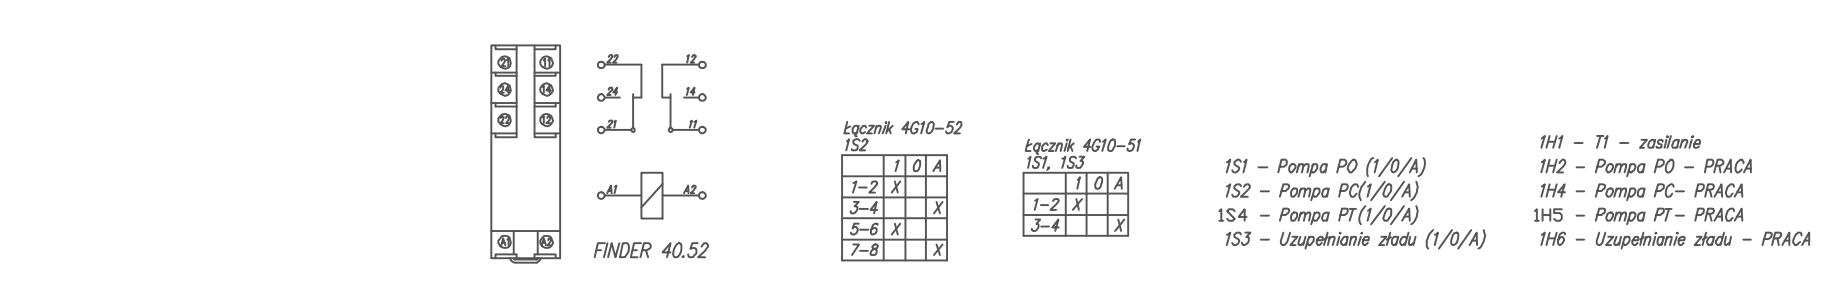 21 11
24 14
22 12
A1 A2
22 12
24 14
21 11
A1 A2
FINDER 40.52
Łącznik 4G10-52
1S2
1 0 A
1-2 X
3-4 X
5-6 X
7-8 X
Łącznik 4G10-51
1S1, 1S3
1 0 A
1-2 X
3-4 X
1S1 - Pompa PO (1/0/A)
1S2 - Pompa PC(1/0/A)
1S4 - Pompa PT(1/0/A)
1S3 - Uzupełnianie zładu (1/0/A)
1H1 - T1 - zasilanie
1H2 - Pompa PO - PRACA
1H4 - Pompa PC- PRACA
1H5 - Pompa PT- PRACA
1H6 - Uzupełnianie zładu - PRACA